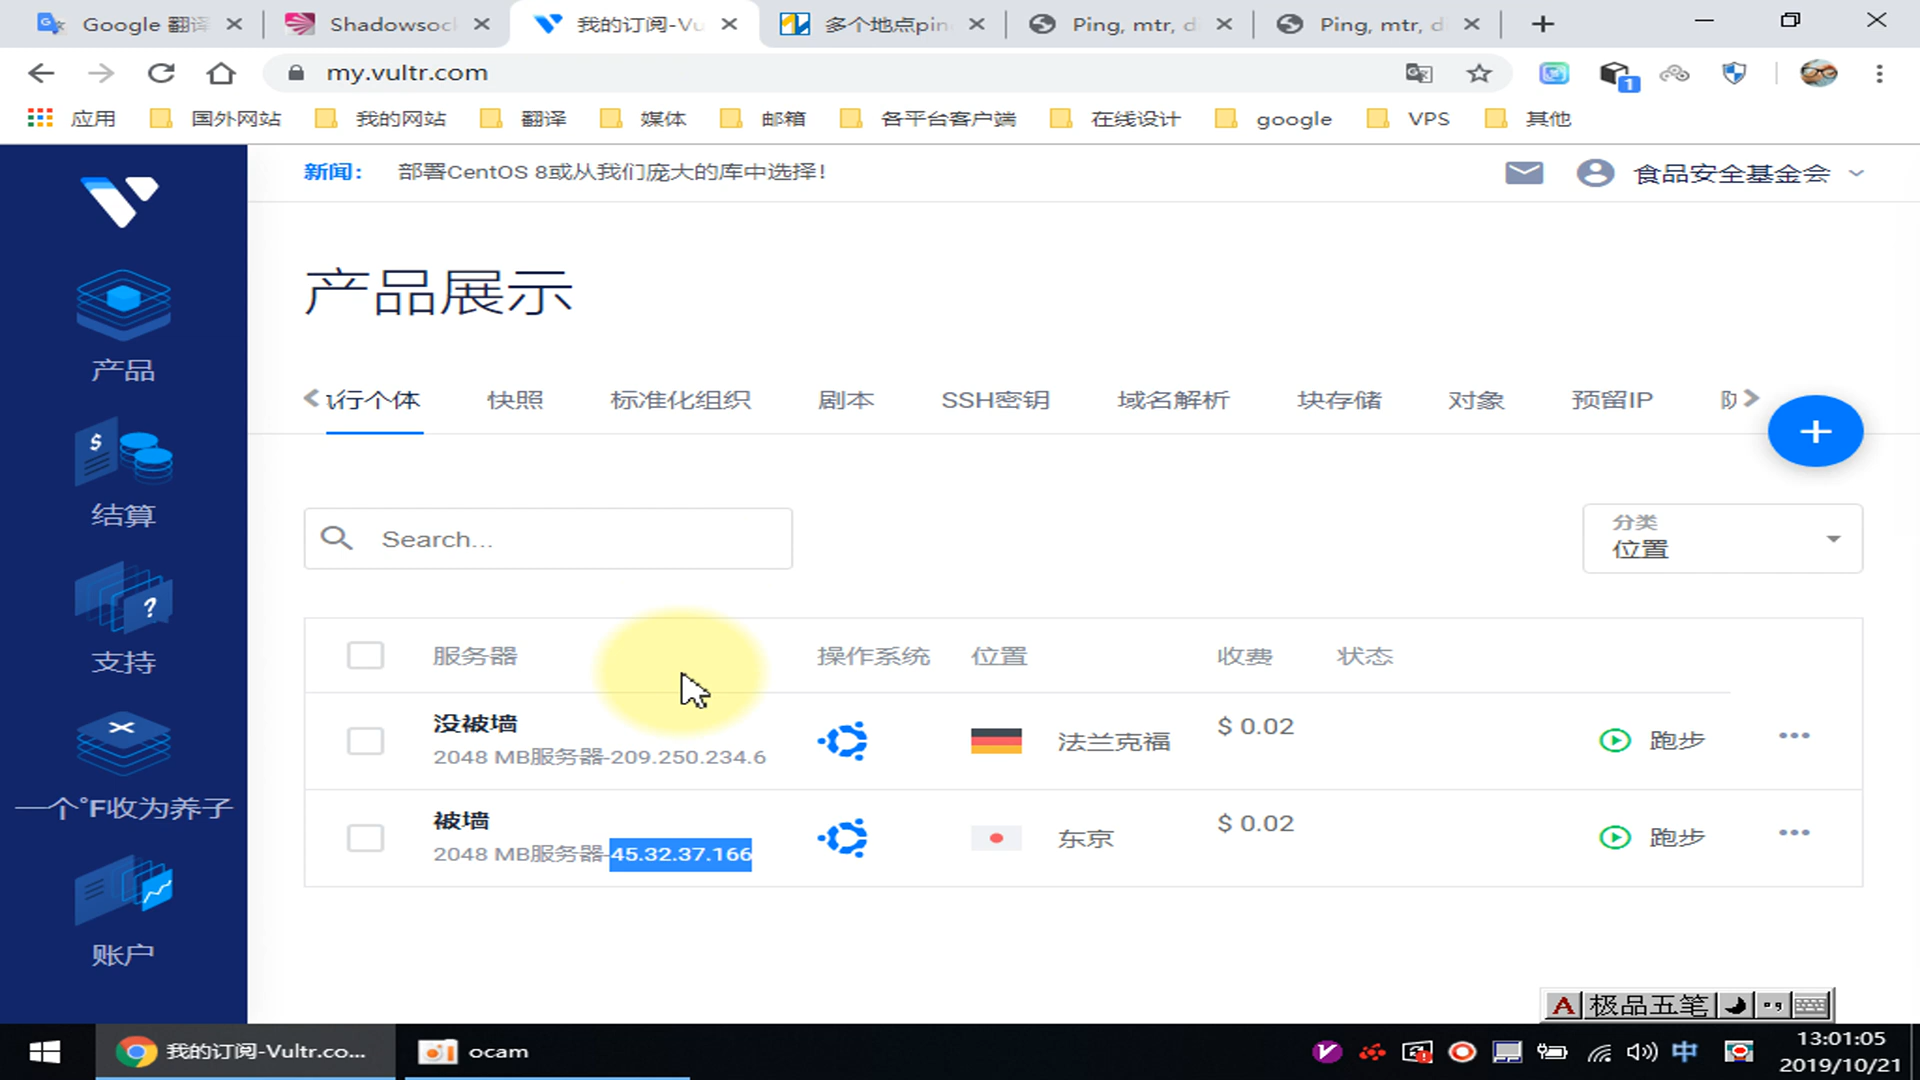 Google 翻译
Shadowsoc
我的订阅-Vu
多个地点pin
Ping, mtr, d
Ping, mtr, d
my.vultr.com
1
应用
国外网站
我的网站
翻译
媒体
邮箱
各平台客户端
在线设计
google
VPS
其他
新闻:
部署CentOS 8或从我们庞大的库中选择!
食品安全基金会
产品展示
行个体
快照
标准化组织
剧本
SSH密钥
域名解析
块存储
对象
预留IP
产品
结算
支持
一个°F收为养子
账户
Search...
分类
位置
服务器
操作系统
位置
收费
状态
没被墙
2048 MB服务器-209.250.234.6
法兰克福
$ 0.02
跑步
被墙
2048 MB服务器-45.32.37.166
东京
$ 0.02
跑步
A 极品五笔
我的订阅-Vultr.co...
ocam
中
13:01:05
2019/10/21